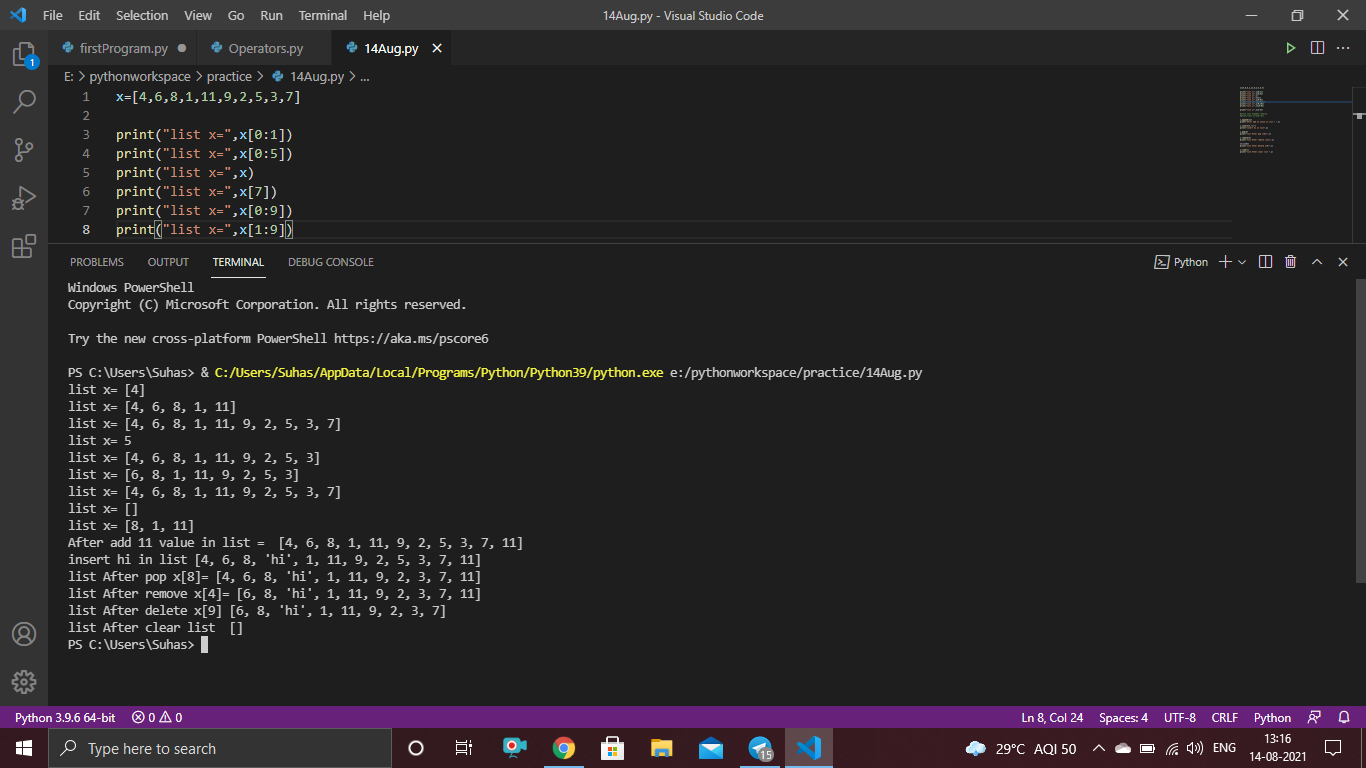 File Edit Selection View Go Run Terminal Help 14Aug.py - Visual Studio Code
firstProgram.py Operators.py 14Aug.py
E: > pythonworkspace > practice > 14Aug.py > ...
1 x=[4,6,8,1,11,9,2,5,3,7]
2
3 print("list x=",x[0:1])
4 print("list x=",x[0:5])
5 print("list x=",x)
6 print("list x=",x[7])
7 print("list x=",x[0:9])
8 print("list x=",x[1:9])
1
PROBLEMS OUTPUT TERMINAL DEBUG CONSOLE Python
Windows PowerShell
Copyright (C) Microsoft Corporation. All rights reserved.
Try the new cross-platform PowerShell https://aka.ms/pscore6
PS C:\Users\Suhas> & C:/Users/Suhas/AppData/Local/Programs/Python/Python39/python.exe e:/pythonworkspace/practice/14Aug.py
list x= [4]
list x= [4, 6, 8, 1, 11]
list x= [4, 6, 8, 1, 11, 9, 2, 5, 3, 7]
list x= 5
list x= [4, 6, 8, 1, 11, 9, 2, 5, 3]
list x= [6, 8, 1, 11, 9, 2, 5, 3]
list x= [4, 6, 8, 1, 11, 9, 2, 5, 3, 7]
list x= []
list x= [8, 1, 11]
After add 11 value in list =  [4, 6, 8, 1, 11, 9, 2, 5, 3, 7, 11]
insert hi in list [4, 6, 8, 'hi', 1, 11, 9, 2, 5, 3, 7, 11]
list After pop x[8]= [4, 6, 8, 'hi', 1, 11, 9, 2, 3, 7, 11]
list After remove x[4]= [6, 8, 'hi', 1, 11, 9, 2, 3, 7, 11]
list After delete x[9] [6, 8, 'hi', 1, 11, 9, 2, 3, 7]
list After clear list  []
PS C:\Users\Suhas>
Python 3.9.6 64-bit 0 0 Ln 8, Col 24 Spaces: 4 UTF-8 CRLF Python
Type here to search 15 29°C AQI 50 ENG 13:16
14-08-2021